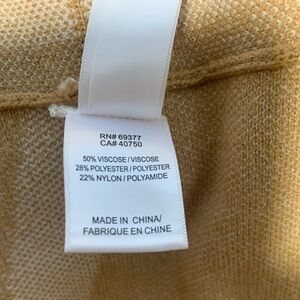 RN# 69377
CA# 40750
50% VISCOSE / VISCOSE
28% POLYESTER / POLYESTER
22% NYLON / POLYAMIDE
MADE IN CHINA/
FABRIQUE EN CHINE